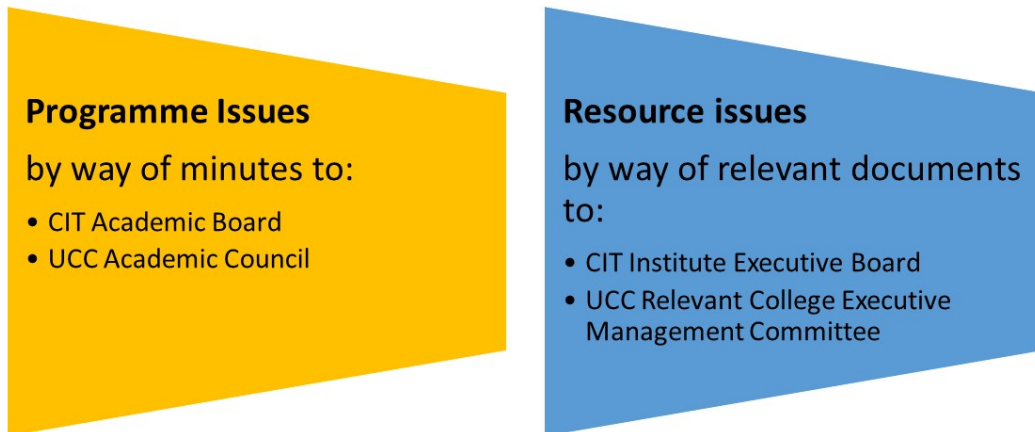 Programme Issues
by way of minutes to:
• CIT Academic Board
• UCC Academic Council
Resource issues
by way of relevant documents
to:
• CIT Institute Executive Board
• UCC Relevant College Executive
Management Committee